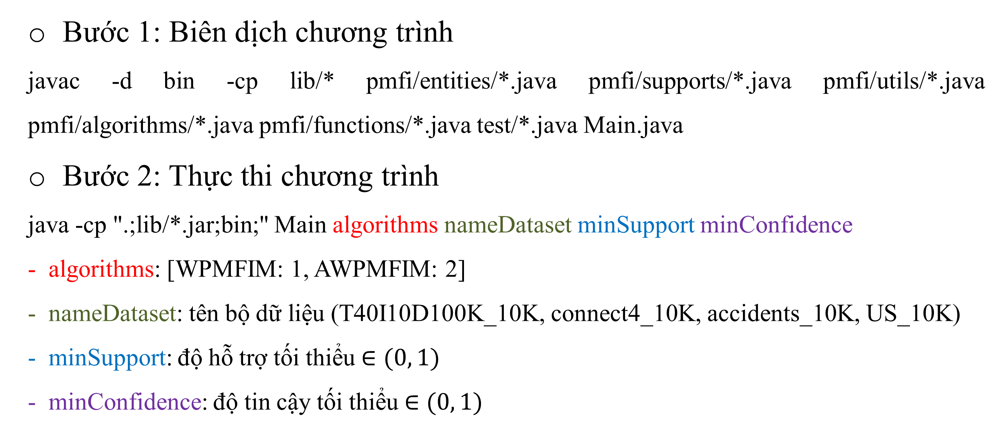 o Bước 1: Biên dịch chương trình
javac -d bin -cp lib/* pmfi/entities/*.java pmfi/supports/*.java pmfi/utils/*.java
pmfi/algorithms/*.java pmfi/functions/*.java test/*.java Main.java
o Bước 2: Thực thi chương trình
java -cp ".;lib/*.jar;bin;" Main algorithms nameDataset minSupport minConfidence
- algorithms: [WPMFIM: 1, AWPMFIM: 2]
- nameDataset: tên bộ dữ liệu (T40I10D100K_10K, connect4_10K, accidents_10K, US_10K)
- minSupport: độ hỗ trợ tối thiểu ∈ (0, 1)
- minConfidence: độ tin cậy tối thiểu ∈ (0, 1)